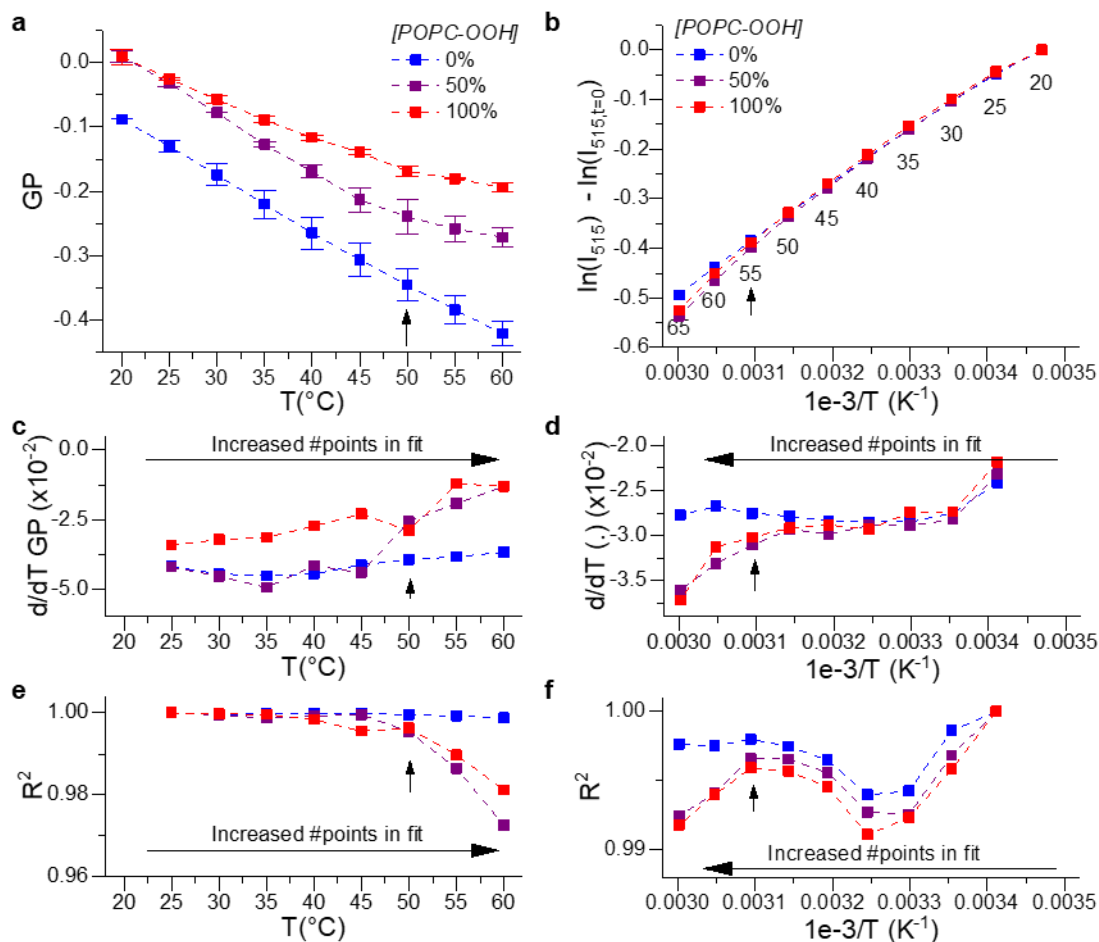 a
[POPC-OOH]
0%
50%
100%
0.0
-0.1
-0.2
-0.3
-0.4
GP
20 25 30 35 40 45 50 55 60
T(°C)
b
[POPC-OOH]
0%
50%
100%
0.0
-0.1
-0.2
-0.3
-0.4
-0.5
-0.6
ln(I515) - ln(I515,t=0)
20
25
30
35
40
45
50
55
60
65
0.0030 0.0031 0.0032 0.0033 0.0034 0.0035
1e-3/T (K-1)
c
Increased #points in fit
0.0
-2.5
-5.0
d/dT GP (x10-2)
20 25 30 35 40 45 50 55 60
T(°C)
d
Increased #points in fit
-2.0
-2.5
-3.0
-3.5
d/dT (.) (x10-2)
0.0030 0.0031 0.0032 0.0033 0.0034 0.0035
1e-3/T (K-1)
e
1.00
0.98
0.96
R2
Increased #points in fit
20 25 30 35 40 45 50 55 60
T(°C)
f
1.00
0.99
R2
Increased #points in fit
0.0030 0.0031 0.0032 0.0033 0.0034 0.0035
1e-3/T (K-1)